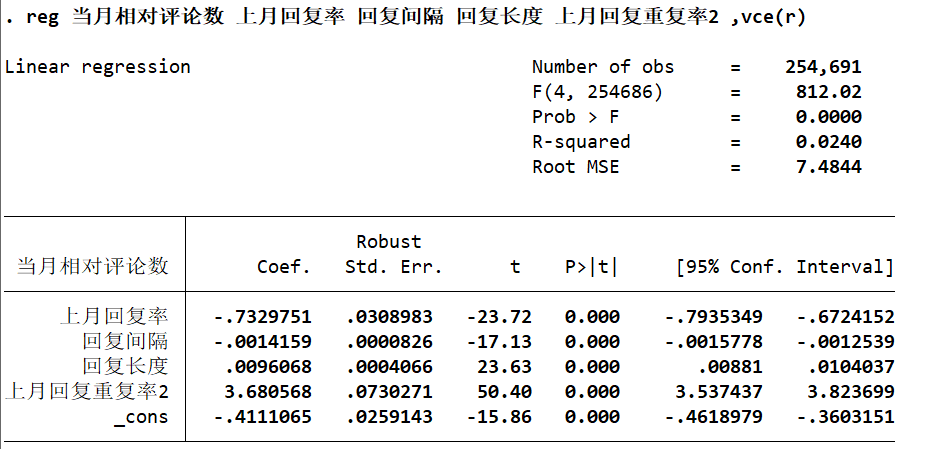 . reg 当月相对评论数 上月回复率 回复间隔 回复长度 上月回复重复率2 ,vce(r)
Linear regression Number of obs = 254,691
F(4, 254686) = 812.02
Prob > F = 0.0000
R-squared = 0.0240
Root MSE = 7.4844
Robust
当月相对评论数 Coef. Std. Err. t P>|t| [95% Conf. Interval]
上月回复率 -.7329751 .0308983 -23.72 0.000 -.7935349 -.6724152
回复间隔 -.0014159 .0000826 -17.13 0.000 -.0015778 -.0012539
回复长度 .0096068 .0004066 23.63 0.000 .00881 .0104037
上月回复重复率2 3.680568 .0730271 50.40 0.000 3.537437 3.823699
_cons -.4111065 .0259143 -15.86 0.000 -.4618979 -.3603151